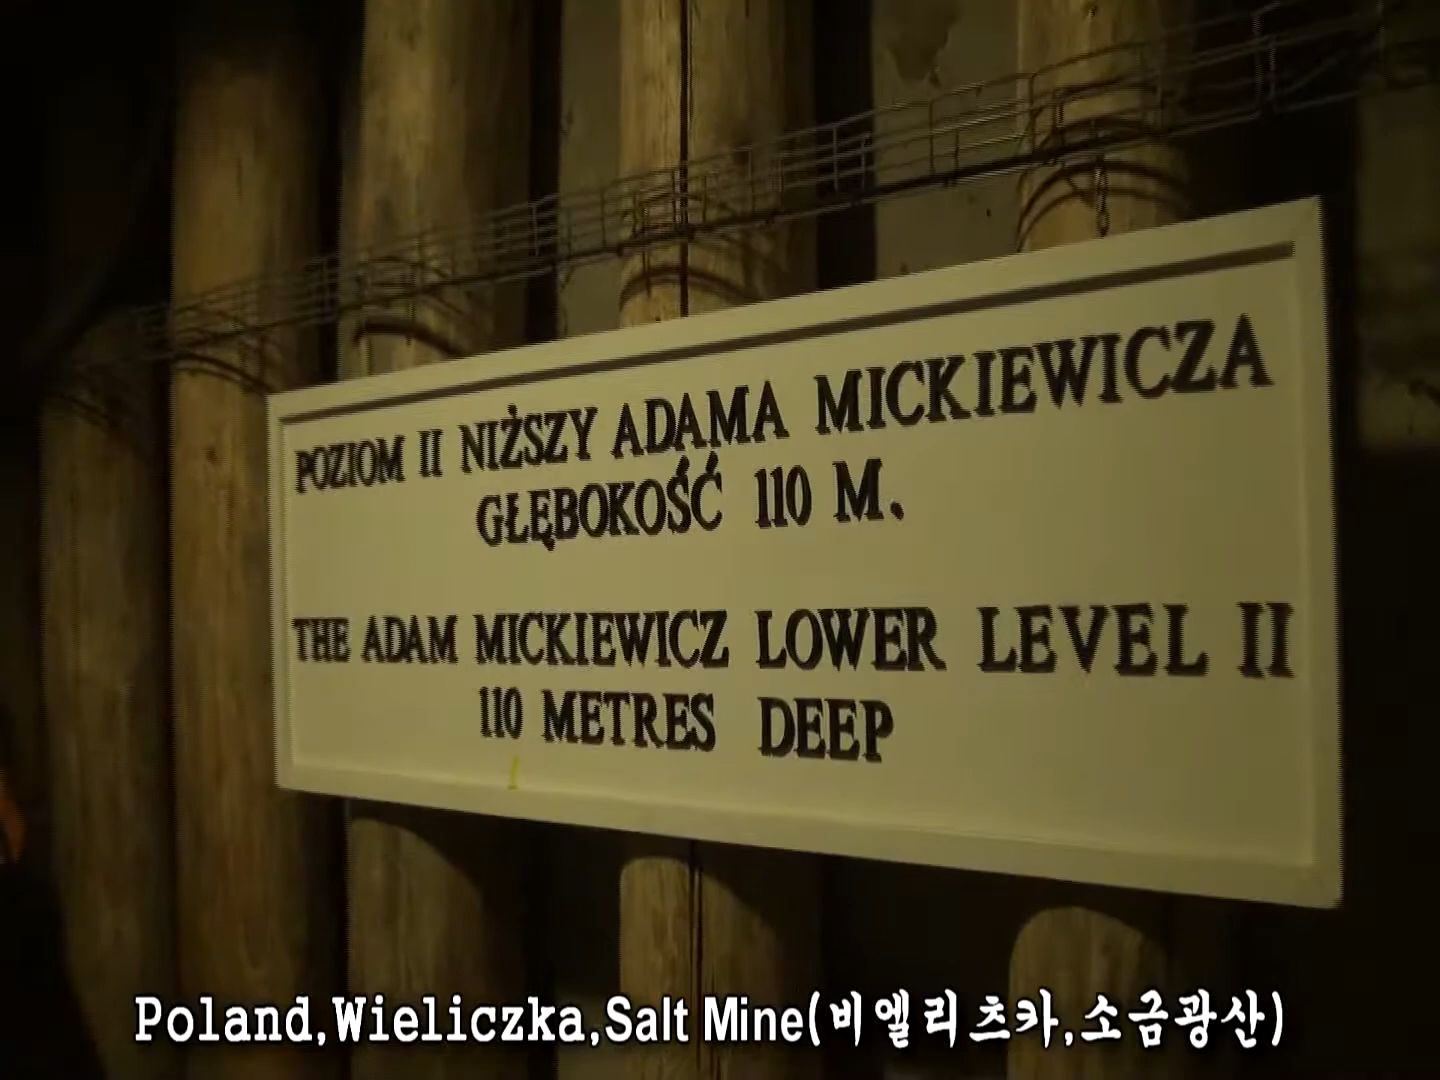 POZIOM II NIŻSZY ADAMA MICKIEWICZA
GŁĘBOKOŚĆ 110 M.
THE ADAM MICKIEWICZ LOWER LEVEL II
110 METRES DEEP
Poland,Wieliczka,Salt Mine(비엘리츠카,소금광산)